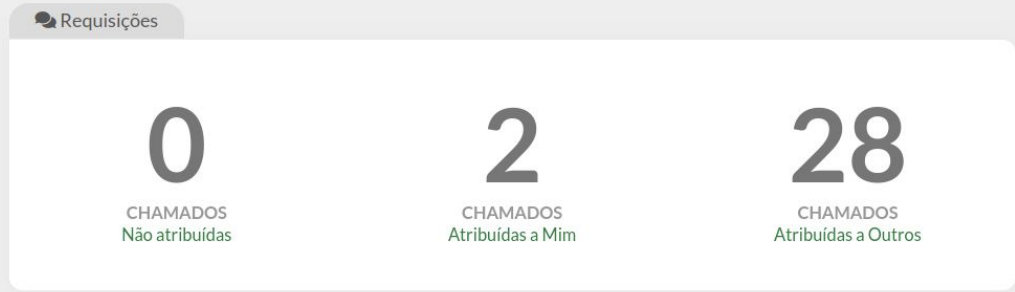 Requisições
0 2 28
CHAMADOS CHAMADOS CHAMADOS
Não atribuídas Atribuídas a Mim Atribuídas a Outros